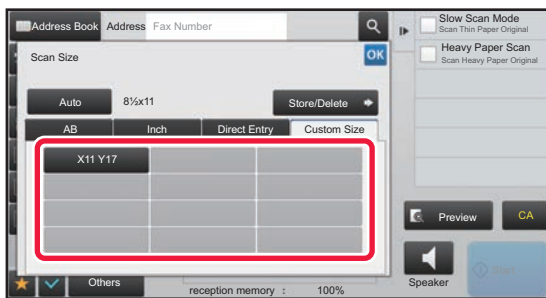 Address Book Address Fax Number
Slow Scan Mode
Scan Thin Paper Original
Heavy Paper Scan
Scan Heavy Paper Original
Scan Size
OK
Auto 8½x11 Store/Delete
AB Inch Direct Entry Custom Size
X11 Y17
Preview CA
Others
reception memory : 100%
Speaker
Start